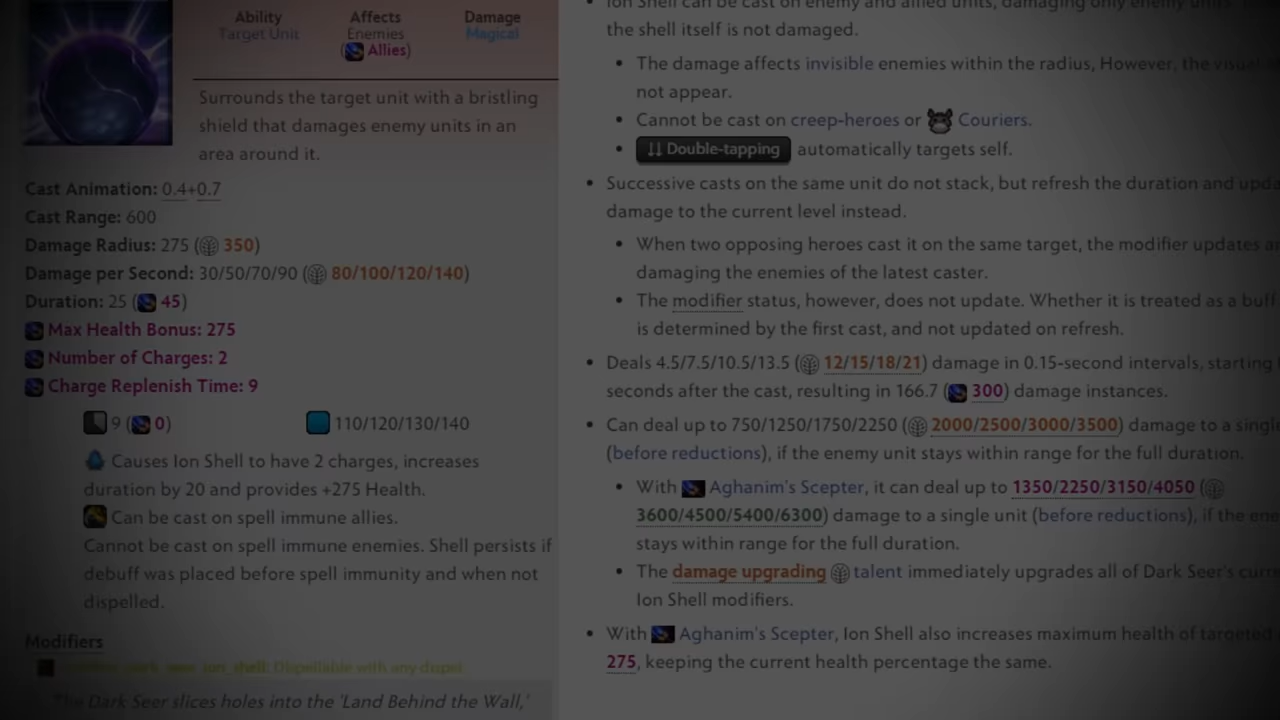 Ability
Affects
Damage
Target Unit
Enemies
Magical
(Allies)
Surrounds the target unit with a bristling
shield that damages enemy units in an
area around it.
Cast Animation: 0.4+0.7
Cast Range: 600
Damage Radius: 275 (350)
Damage per Second: 30/50/70/90 (80/100/120/140)
Duration: 25 (45)
Max Health Bonus: 275
Number of Charges: 2
Charge Replenish Time: 9
9 (0)
110/120/130/140
Causes Ion Shell to have 2 charges, increases
duration by 20 and provides +275 Health.
Can be cast on spell immune allies.
Cannot be cast on spell immune enemies. Shell persists if
debuff was placed before spell immunity and when not
dispelled.
Modifiers
modifier_dark_seer_ion_shell: Dispellable with any dispel.
The Dark Seer slices holes into the 'Land Behind the Wall,'
Ion Shell can be cast on enemy and allied units, damaging only enemy units.
the shell itself is not damaged.
The damage affects invisible enemies within the radius, However, the visual
not appear.
Cannot be cast on creep-heroes or Couriers.
Double-tapping automatically targets self.
Successive casts on the same unit do not stack, but refresh the duration and upda
damage to the current level instead.
When two opposing heroes cast it on the same target, the modifier updates a
damaging the enemies of the latest caster.
The modifier status, however, does not update. Whether it is treated as a buff
is determined by the first cast, and not updated on refresh.
Deals 4.5/7.5/10.5/13.5 (12/15/18/21) damage in 0.15-second intervals, starting
seconds after the cast, resulting in 166.7 (300) damage instances.
Can deal up to 750/1250/1750/2250 (2000/2500/3000/3500) damage to a singl
(before reductions), if the enemy unit stays within range for the full duration.
With Aghanim's Scepter, it can deal up to 1350/2250/3150/4050 (
3600/4500/5400/6300) damage to a single unit (before reductions), if the ene
stays within range for the full duration.
The damage upgrading talent immediately upgrades all of Dark Seer's curre
Ion Shell modifiers.
With Aghanim's Scepter, Ion Shell also increases maximum health of targeted
275, keeping the current health percentage the same.